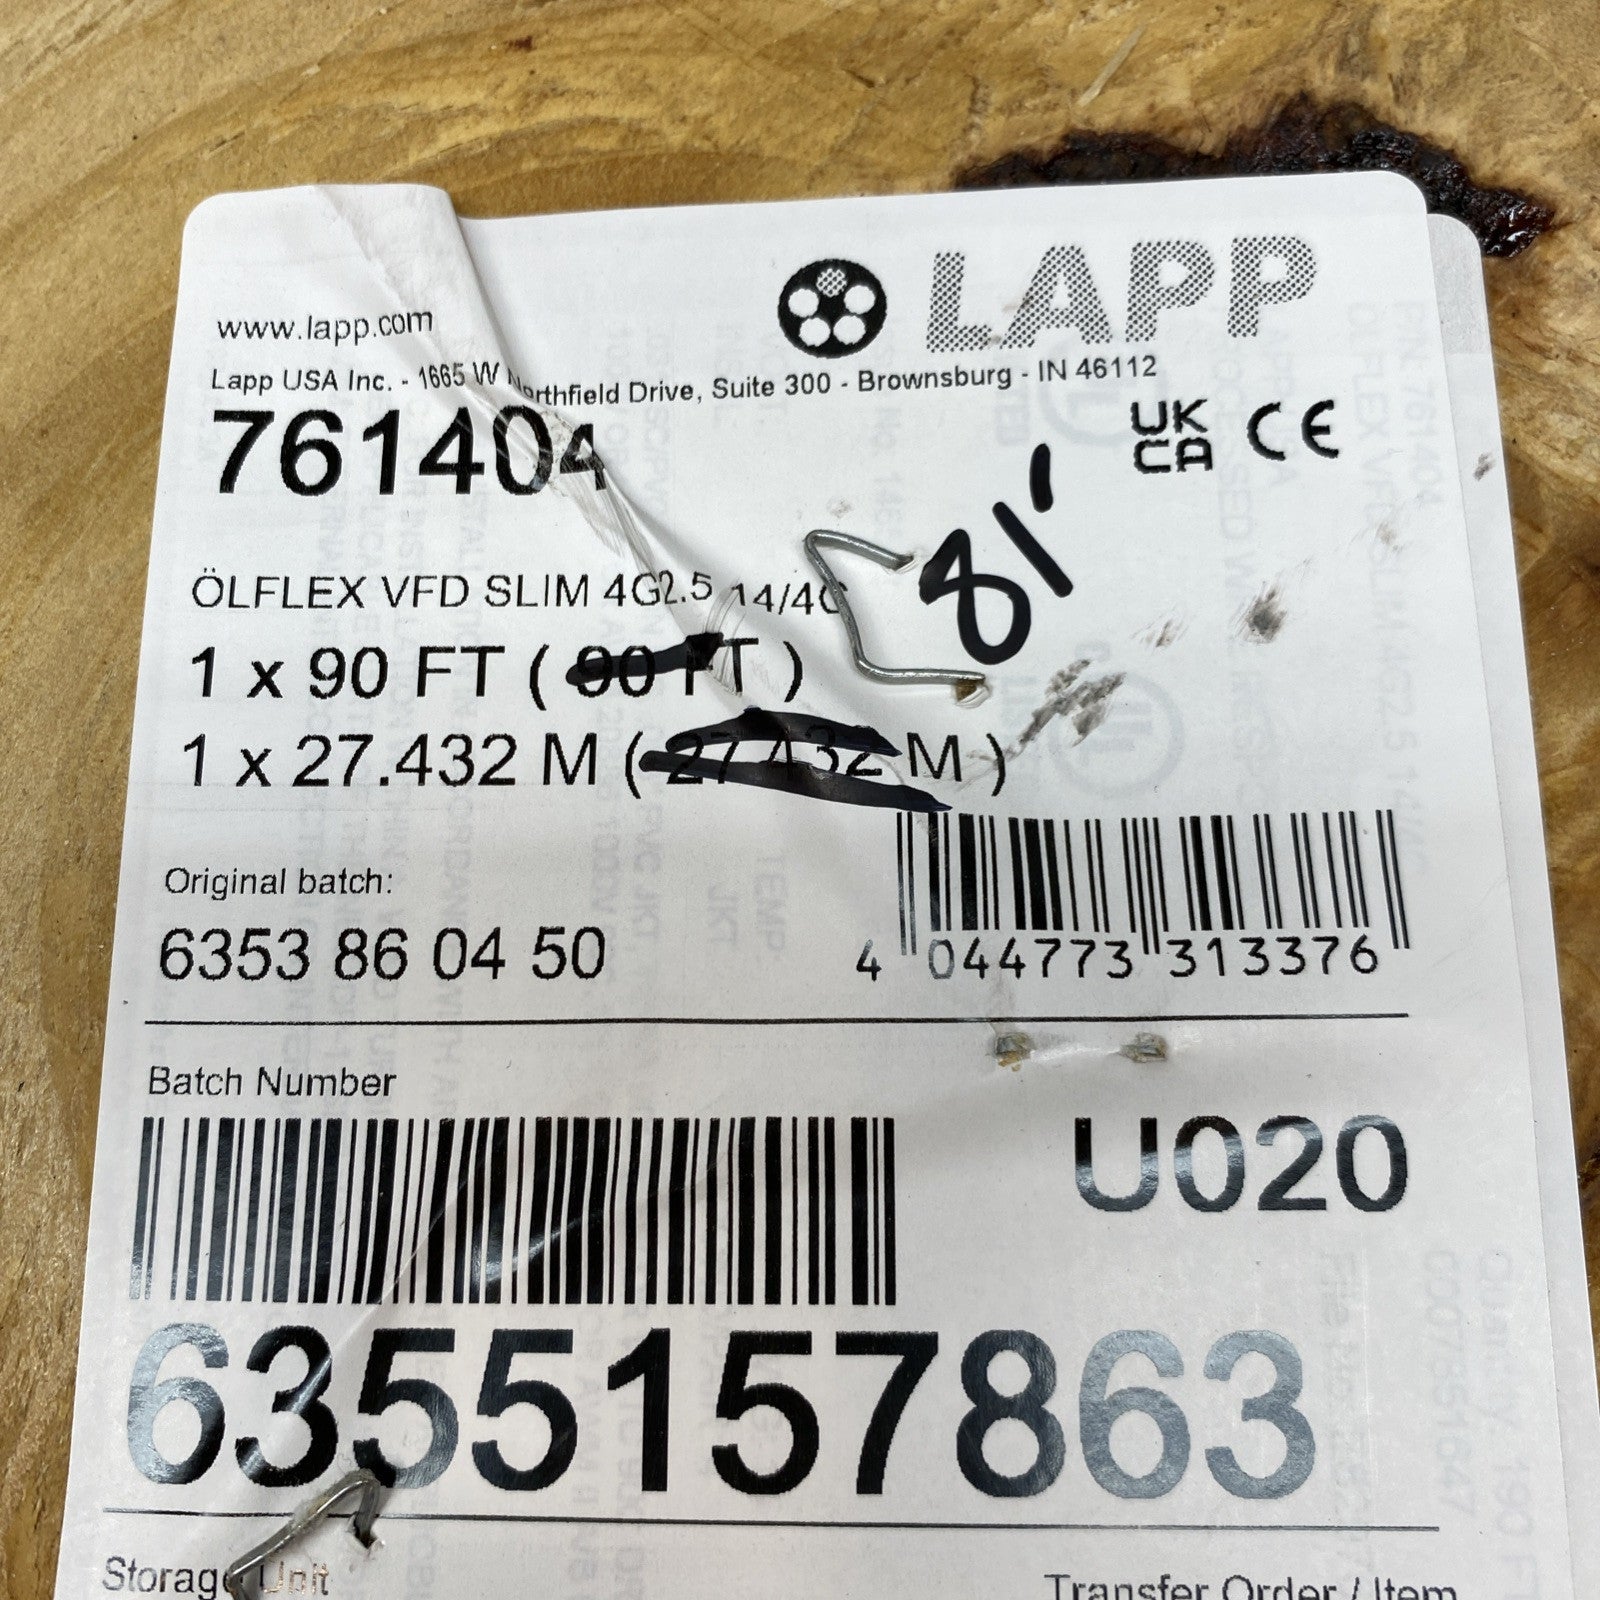 LAPP
www.lapp.com
Lapp USA Inc. - 1665 W Northfield Drive, Suite 300 - Brownsburg - IN 46112
761404
UK CA CE
81'
ÖLFLEX VFD SLIM 4G2.5 14/4C
1 x 90 FT ( 90 FT )
1 x 27.432 M ( 27.432 M )
Original batch:
6353 86 04 50
4 044773 313376
Batch Number
U020
6355157863
Storage Unit
Transfer Order / Item